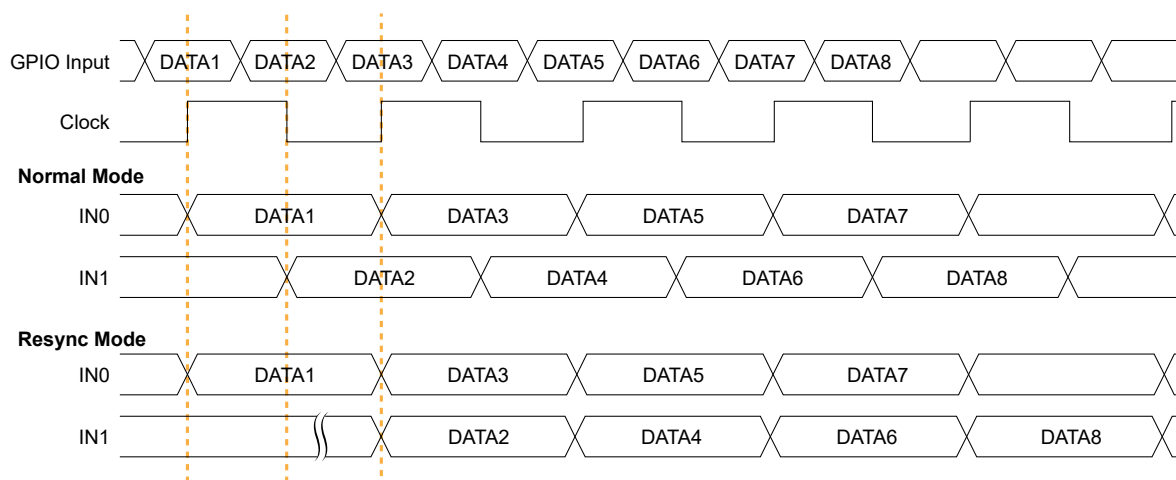 GPIO Input DATA1 DATA2 DATA3 DATA4 DATA5 DATA6 DATA7 DATA8
Clock
Normal Mode
IN0 DATA1 DATA3 DATA5 DATA7
IN1 DATA2 DATA4 DATA6 DATA8
Resync Mode
IN0 DATA1 DATA3 DATA5 DATA7
IN1 DATA2 DATA4 DATA6 DATA8